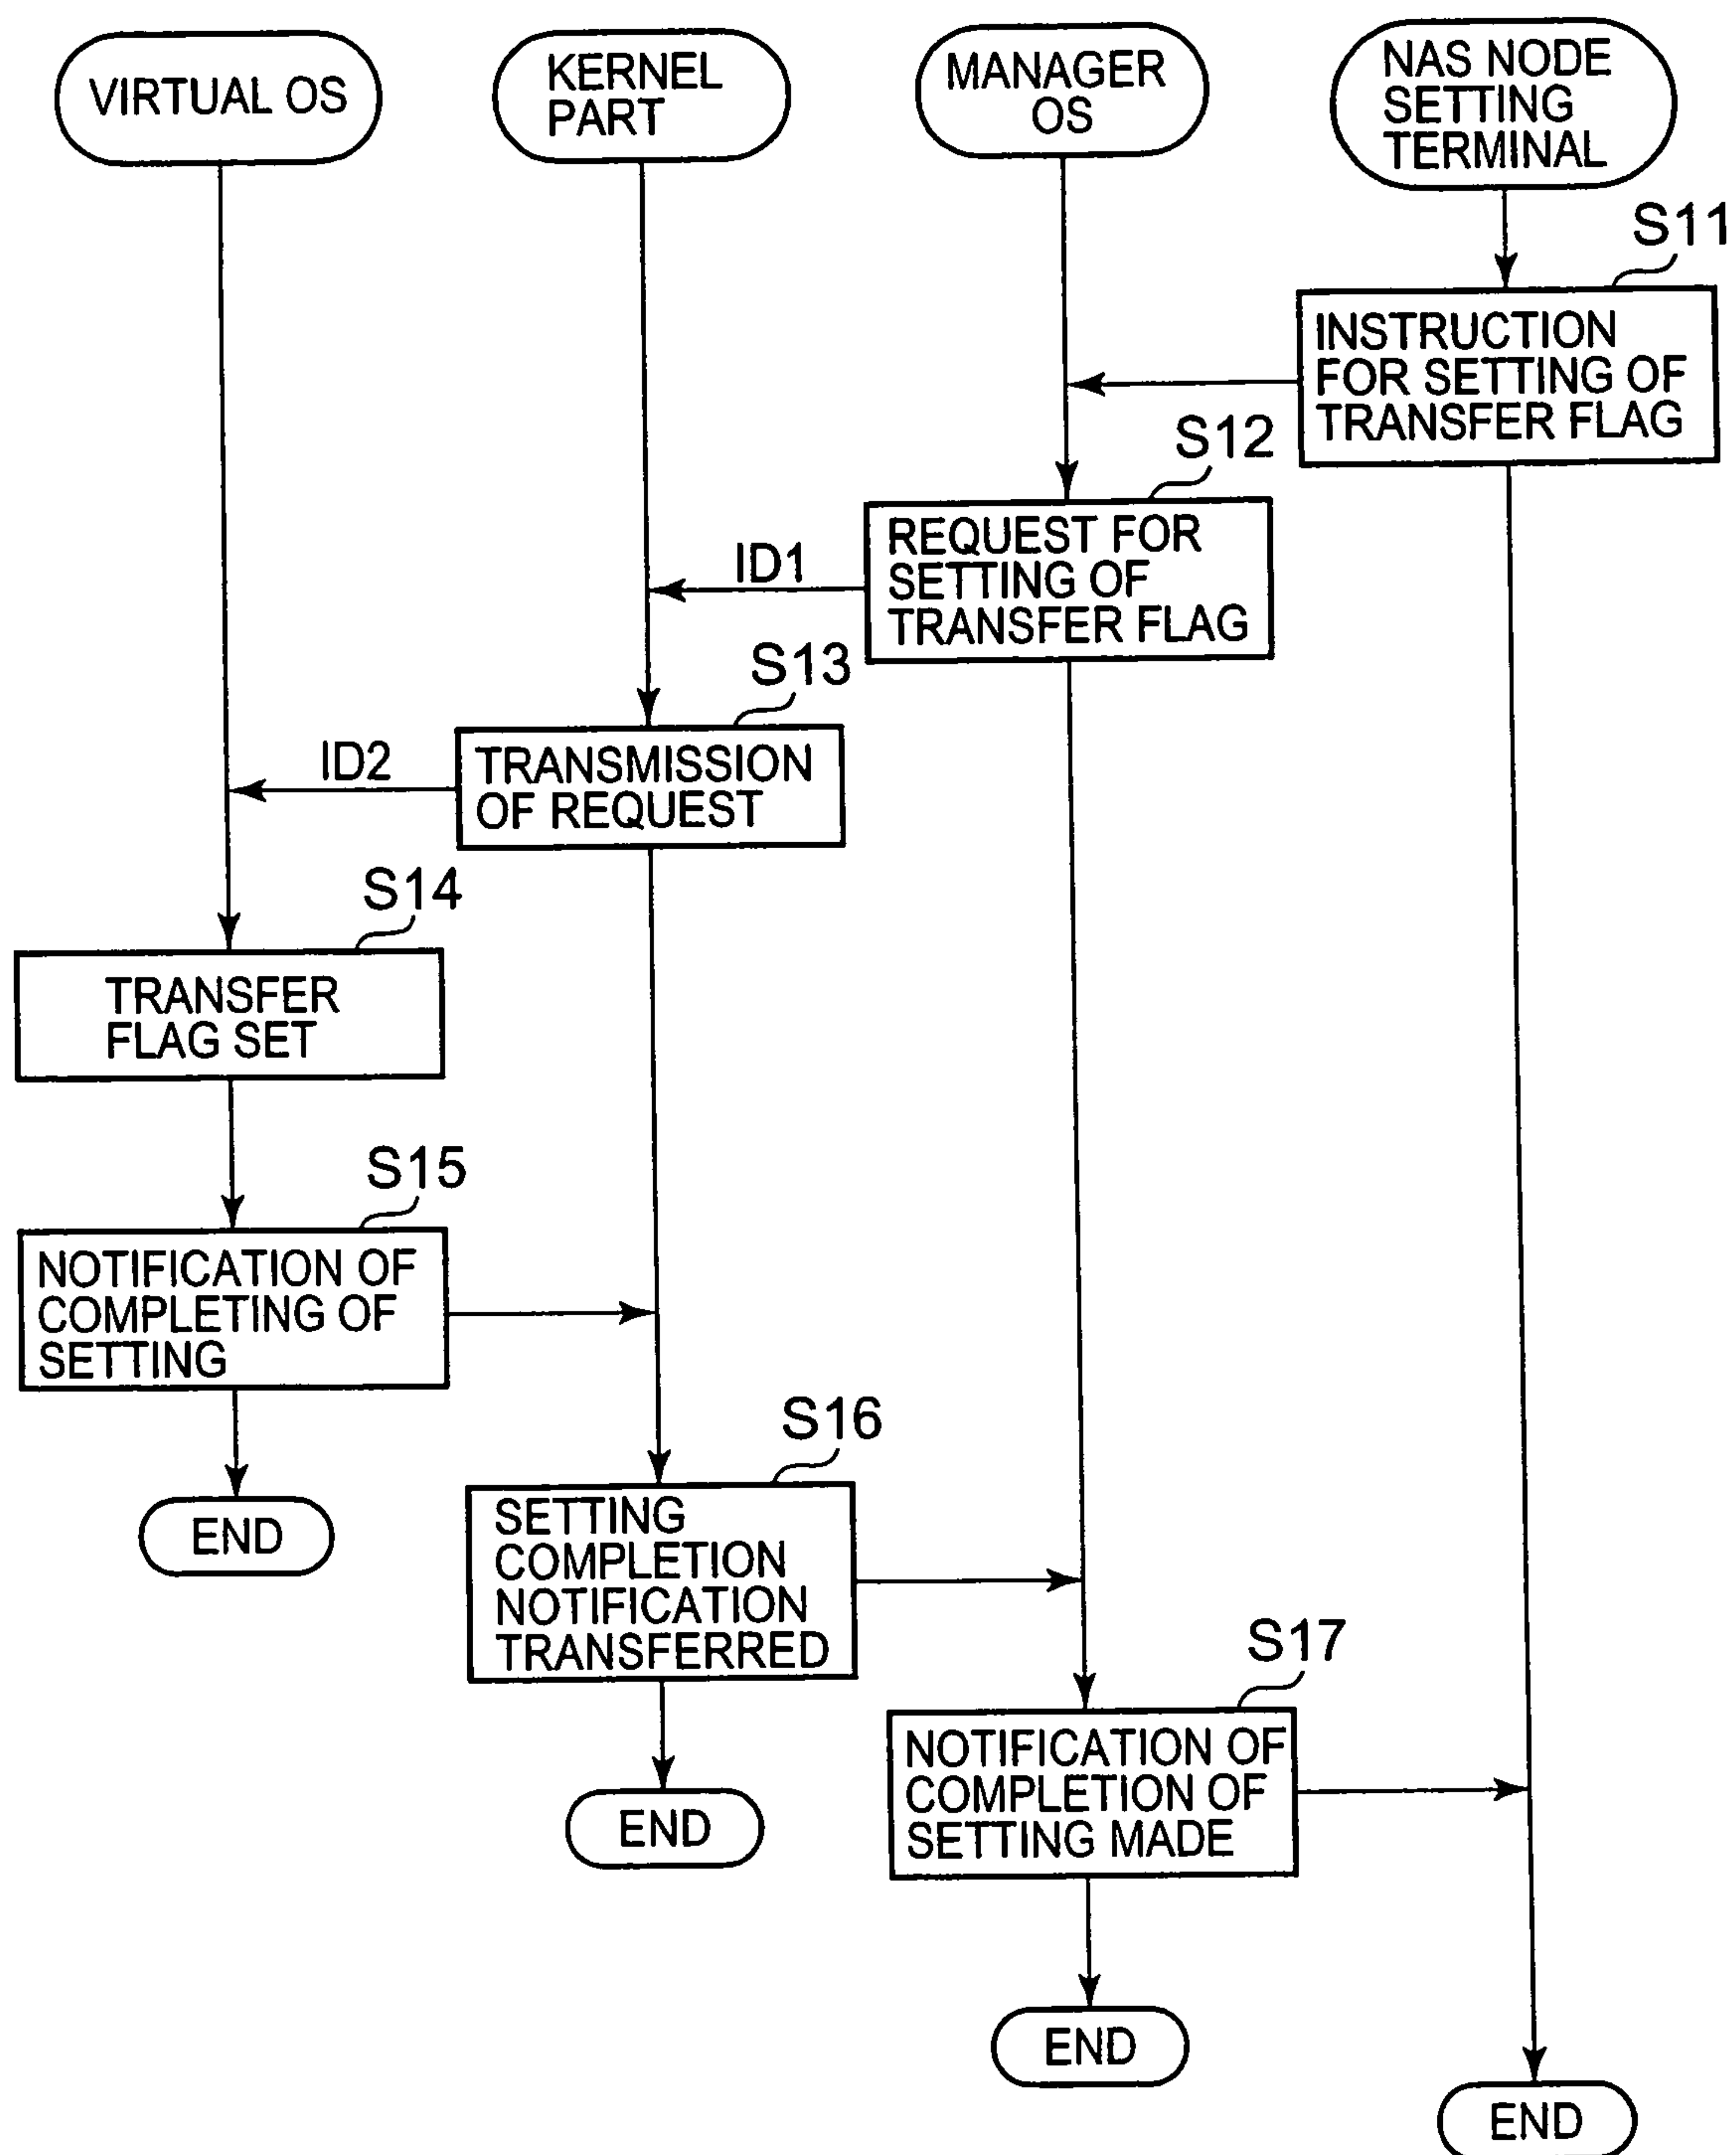 VIRTUAL OS
KERNEL
PART
MANAGER
OS
NAS NODE
SETTING
TERMINAL
S11
INSTRUCTION
FOR SETTING OF
TRANSFER FLAG
S12
REQUEST FOR
SETTING OF
TRANSFER FLAG
ID1
S13
TRANSMISSION
OF REQUEST
ID2
S14
TRANSFER
FLAG SET
S15
NOTIFICATION OF
COMPLETING OF
SETTING
END
S16
SETTING
COMPLETION
NOTIFICATION
TRANSFERRED
END
S17
NOTIFICATION OF
COMPLETION OF
SETTING MADE
END
END